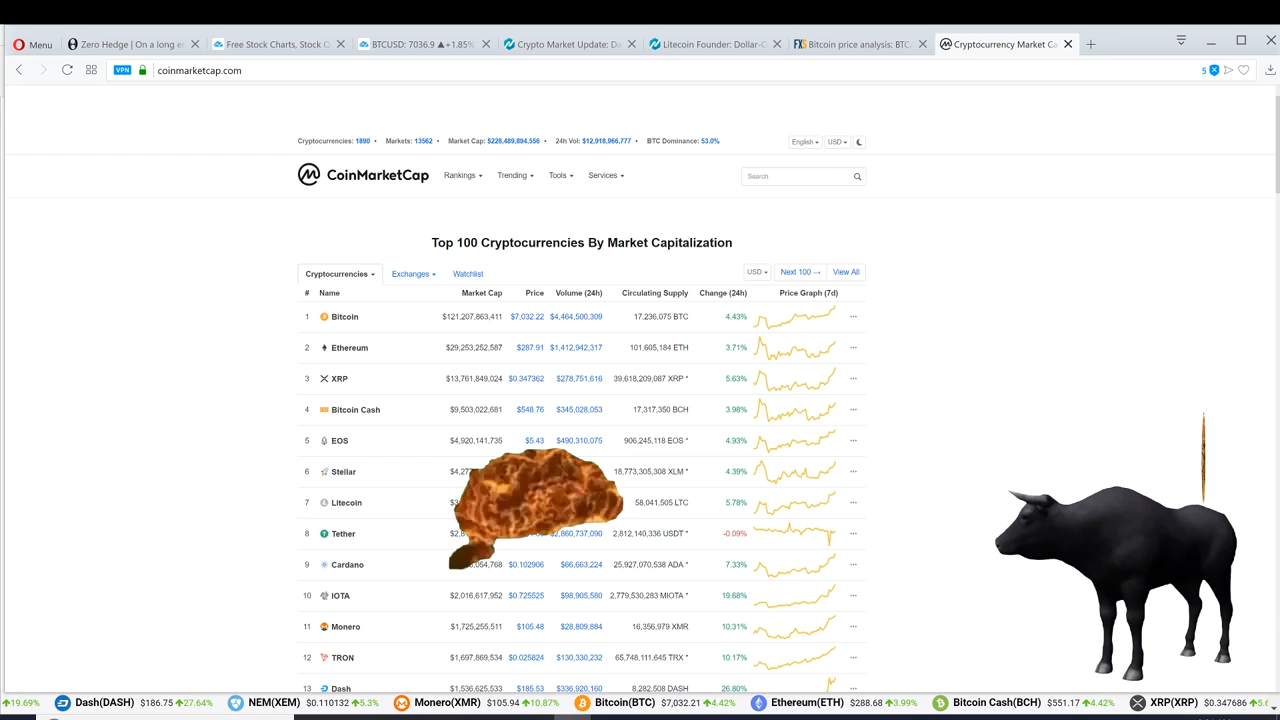 Menu Zero Hedge | On a long e Free Stock Charts, Stock Q BTCUSD: 7036.9 ▲+1.85% Crypto Market Update: Da Litecoin Founder: Dollar-C Bitcoin price analysis: BTC Cryptocurrency Market Ca
VPN coinmarketcap.com 5
Cryptocurrencies: 1890 • Markets: 13562 • Market Cap: $228,489,894,556 • 24h Vol: $12,918,966,777 • BTC Dominance: 53.0% English USD
CoinMarketCap Rankings Trending Tools Services Search
Top 100 Cryptocurrencies By Market Capitalization
Cryptocurrencies Exchanges Watchlist USD Next 100 → View All
# Name Market Cap Price Volume (24h) Circulating Supply Change (24h) Price Graph (7d)
1 Bitcoin $121,207,863,411 $7,032.22 $4,464,500,309 17,236,075 BTC 4.43%
2 Ethereum $29,253,252,587 $287.91 $1,412,942,317 101,605,184 ETH 3.71%
3 XRP $13,761,849,024 $0.347362 $278,751,616 39,618,209,087 XRP * 5.63%
4 Bitcoin Cash $9,503,022,681 $548.76 $345,028,053 17,317,350 BCH 3.98%
5 EOS $4,920,141,735 $5.43 $490,310,075 906,245,118 EOS * 4.93%
6 Stellar $4,27 18,773,305,308 XLM * 4.39%
7 Litecoin 58,041,505 LTC 5.78%
8 Tether $2,8 2,860,737,090 2,812,140,336 USDT * -0.09%
9 Cardano 054,768 $0.102906 $66,663,224 25,927,070,538 ADA * 7.33%
10 IOTA $2,016,617,952 $0.725525 $98,905,580 2,779,530,283 MIOTA * 19.68%
11 Monero $1,725,255,511 $105.48 $28,809,884 16,356,979 XMR 10.31%
12 TRON $1,697,869,534 $0.025824 $130,330,232 65,748,111,645 TRX * 10.17%
13 Dash $1,536,625,533 $185.53 $336,920,160 8,282,508 DASH 26.80%
19.69% Dash(DASH) $186.75 27.64% NEM(XEM) $0.110132 5.3% Monero(XMR) $105.94 10.87% Bitcoin(BTC) $7,032.21 4.42% Ethereum(ETH) $288.68 3.99% Bitcoin Cash(BCH) $551.17 4.42% XRP(XRP) $0.347686